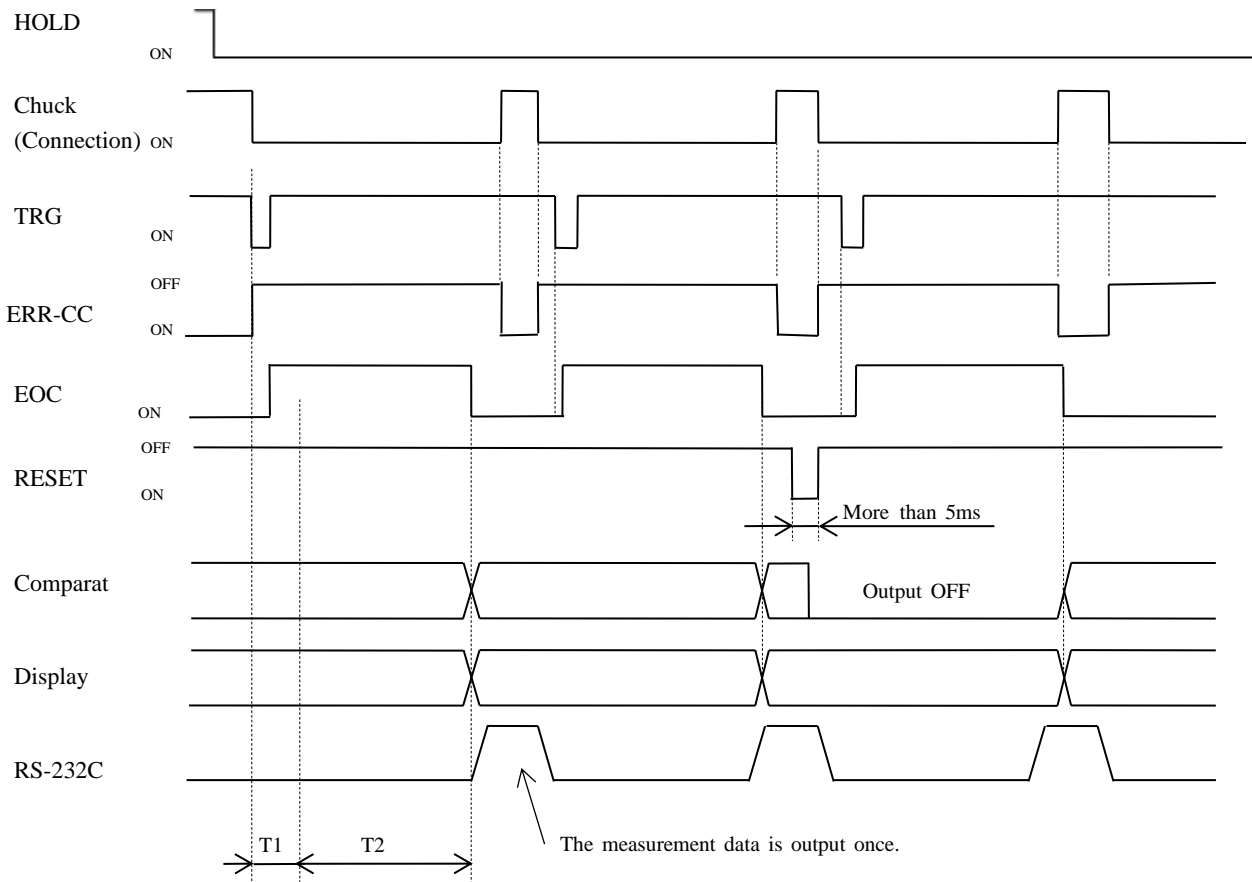 HOLD
ON
Chuck
(Connection) ON
TRG
ON
OFF
ERR-CC
ON
EOC
ON
OFF
RESET
ON
More than 5ms
Comparat
Output OFF
Display
RS-232C
T1
T2
The measurement data is output once.